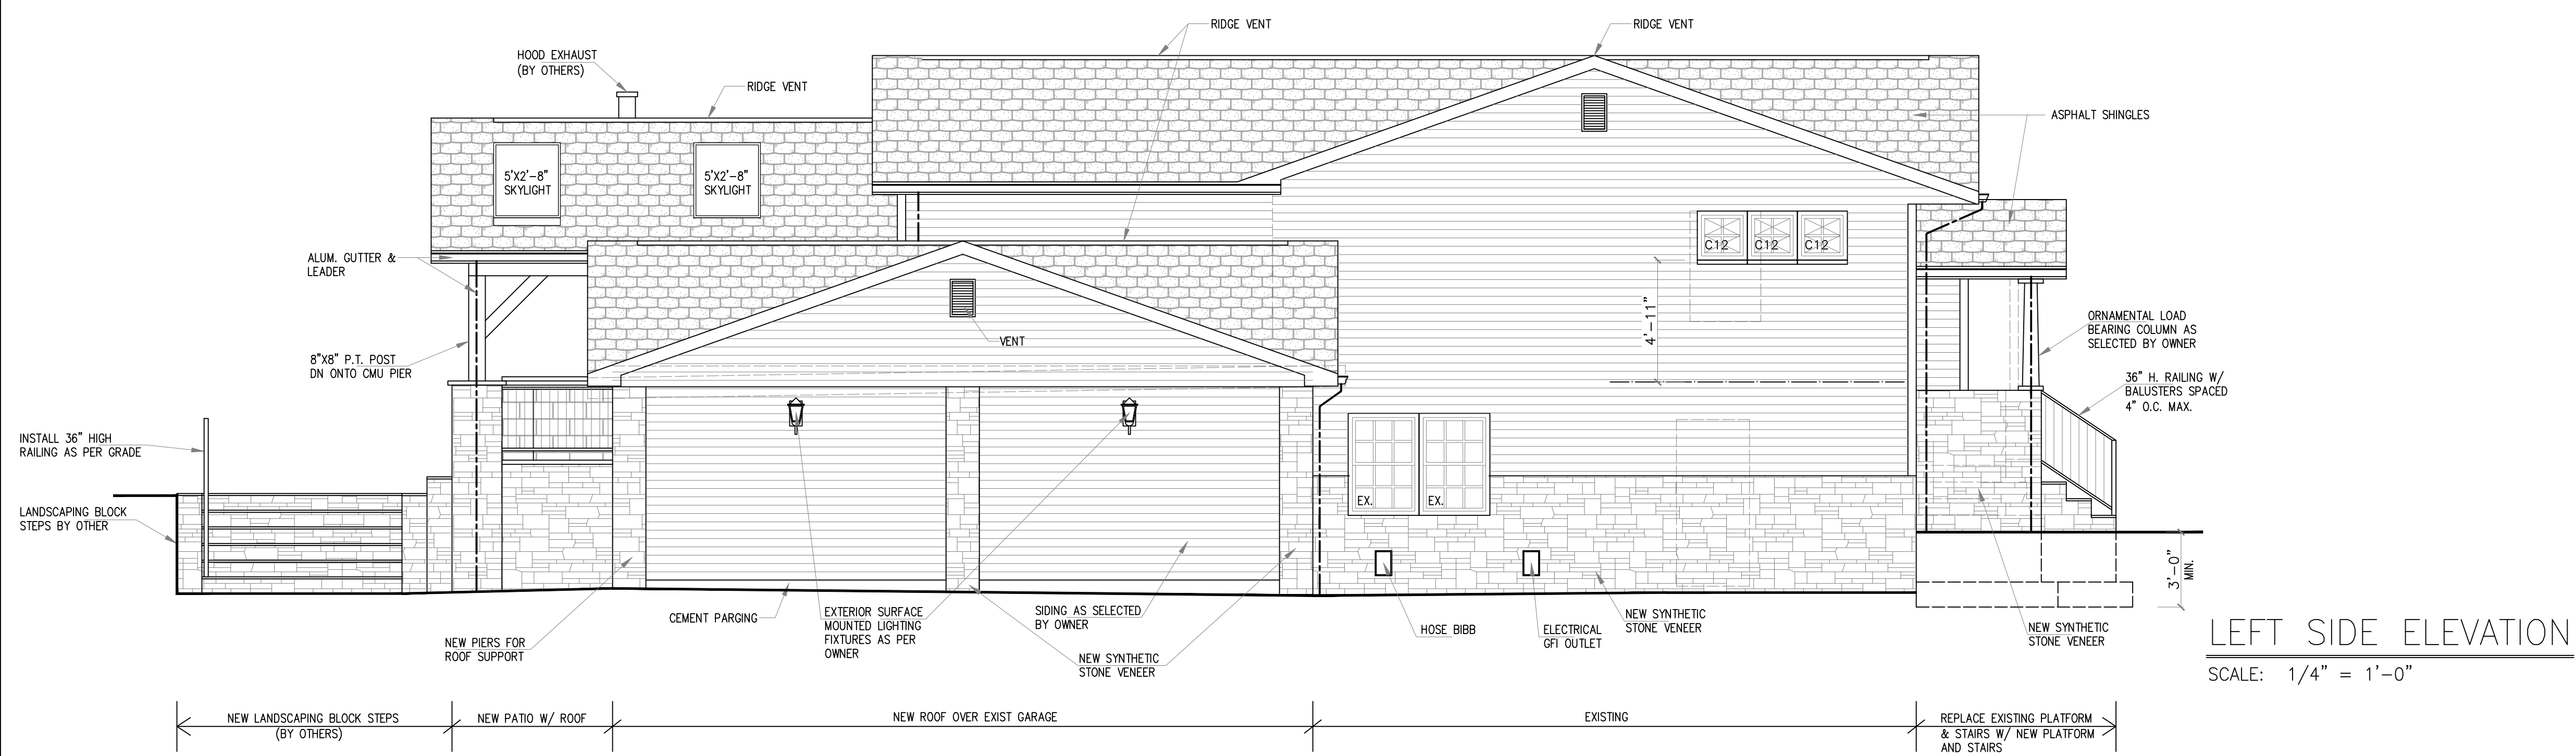 RIDGE VENT
RIDGE VENT
HOOD EXHAUST
(BY OTHERS)
RIDGE VENT
ASPHALT SHINGLES
5'X2'-8"
SKYLIGHT
5'X2'-8"
SKYLIGHT
C12
C12
C12
ALUM. GUTTER &
LEADER
4'-11"
ORNAMENTAL LOAD
BEARING COLUMN AS
SELECTED BY OWNER
VENT
8"X8" P.T. POST
DN ONTO CMU PIER
36" H. RAILING W/
BALUSTERS SPACED
4" O.C. MAX.
INSTALL 36" HIGH
RAILING AS PER GRADE
EX.
EX.
LANDSCAPING BLOCK
STEPS BY OTHER
3'-0"
MIN.
CEMENT PARGING
EXTERIOR SURFACE
MOUNTED LIGHTING
FIXTURES AS PER
OWNER
SIDING AS SELECTED
BY OWNER
HOSE BIBB
ELECTRICAL
GFI OUTLET
NEW SYNTHETIC
STONE VENEER
NEW SYNTHETIC
STONE VENEER
NEW PIERS FOR
ROOF SUPPORT
NEW SYNTHETIC
STONE VENEER
LEFT SIDE ELEVATION
SCALE: 1/4" = 1'-0"
NEW LANDSCAPING BLOCK STEPS
(BY OTHERS)
NEW PATIO W/ ROOF
NEW ROOF OVER EXIST GARAGE
EXISTING
REPLACE EXISTING PLATFORM
& STAIRS W/ NEW PLATFORM
AND STAIRS